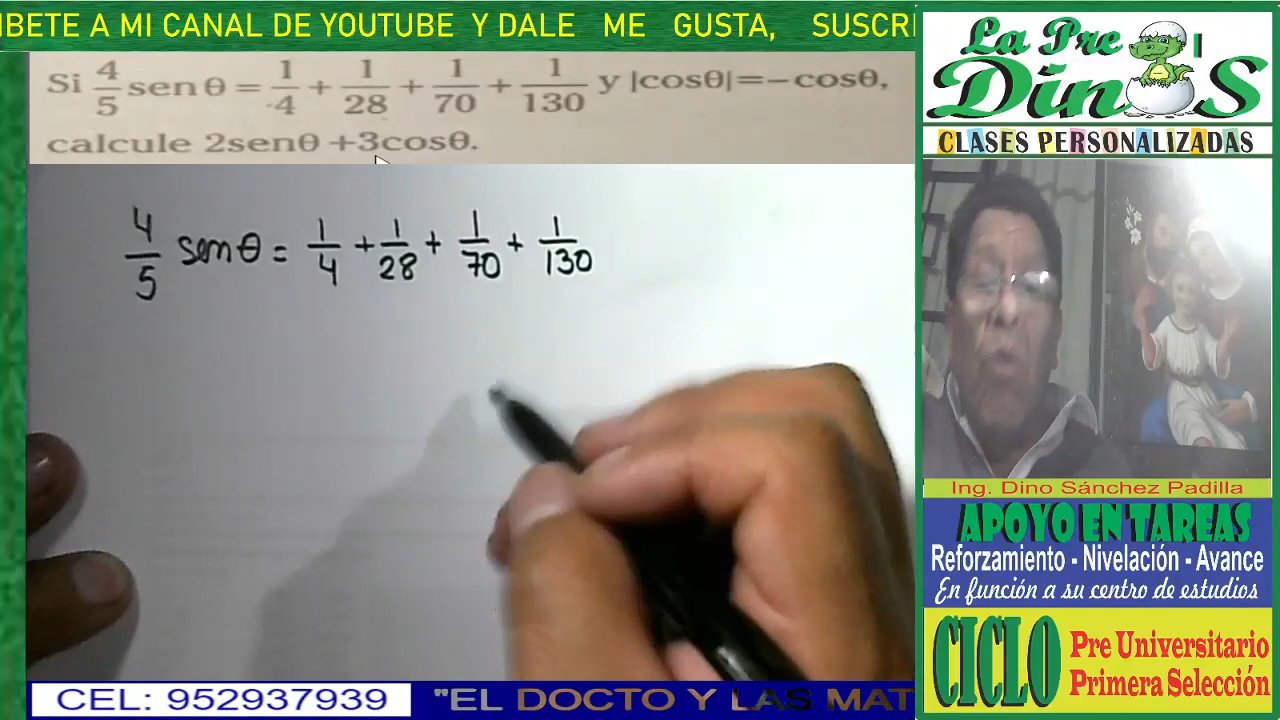 IBETE A MI CANAL DE YOUTUBE Y DALE ME GUSTA, SUSCRI
Si 4/5 sen θ = 1/4 + 1/28 + 1/70 + 1/130 y |cosθ|=−cosθ,
calcule 2senθ +3cosθ.
4/5 senθ = 1/4 + 1/28 + 1/70 + 1/130
La Pre
DinoS
CLASES PERSONALIZADAS
Ing. Dino Sánchez Padilla
APOYO EN TAREAS
Reforzamiento - Nivelación - Avance
En función a su centro de estudios
CICLO Pre Universitario
Primera Selección
CEL: 952937939 "EL DOCTO Y LAS MAT